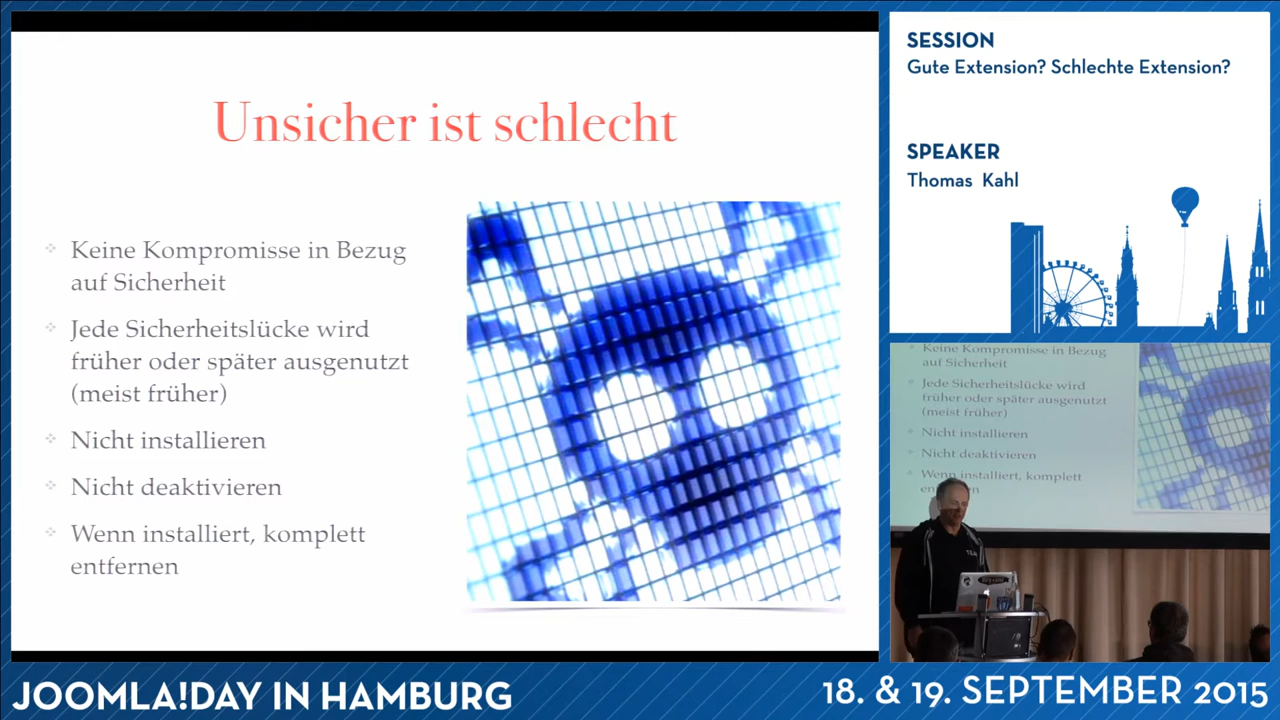 Unsicher ist schlecht
Keine Kompromisse in Bezug
auf Sicherheit
Jede Sicherheitslücke wird
früher oder später ausgenutzt
(meist früher)
Nicht installieren
Nicht deaktivieren
Wenn installiert, komplett
entfernen
SESSION
Gute Extension? Schlechte Extension?
SPEAKER
Thomas Kahl
Keine Kompromisse in Bezug
auf Sicherheit
Jede Sicherheitslücke wird
früher oder später ausgenutzt
(meist früher)
Nicht installieren
Nicht deaktivieren
Wenn installiert, komplett
JOOMLA!DAY IN HAMBURG
18. & 19. SEPTEMBER 2015